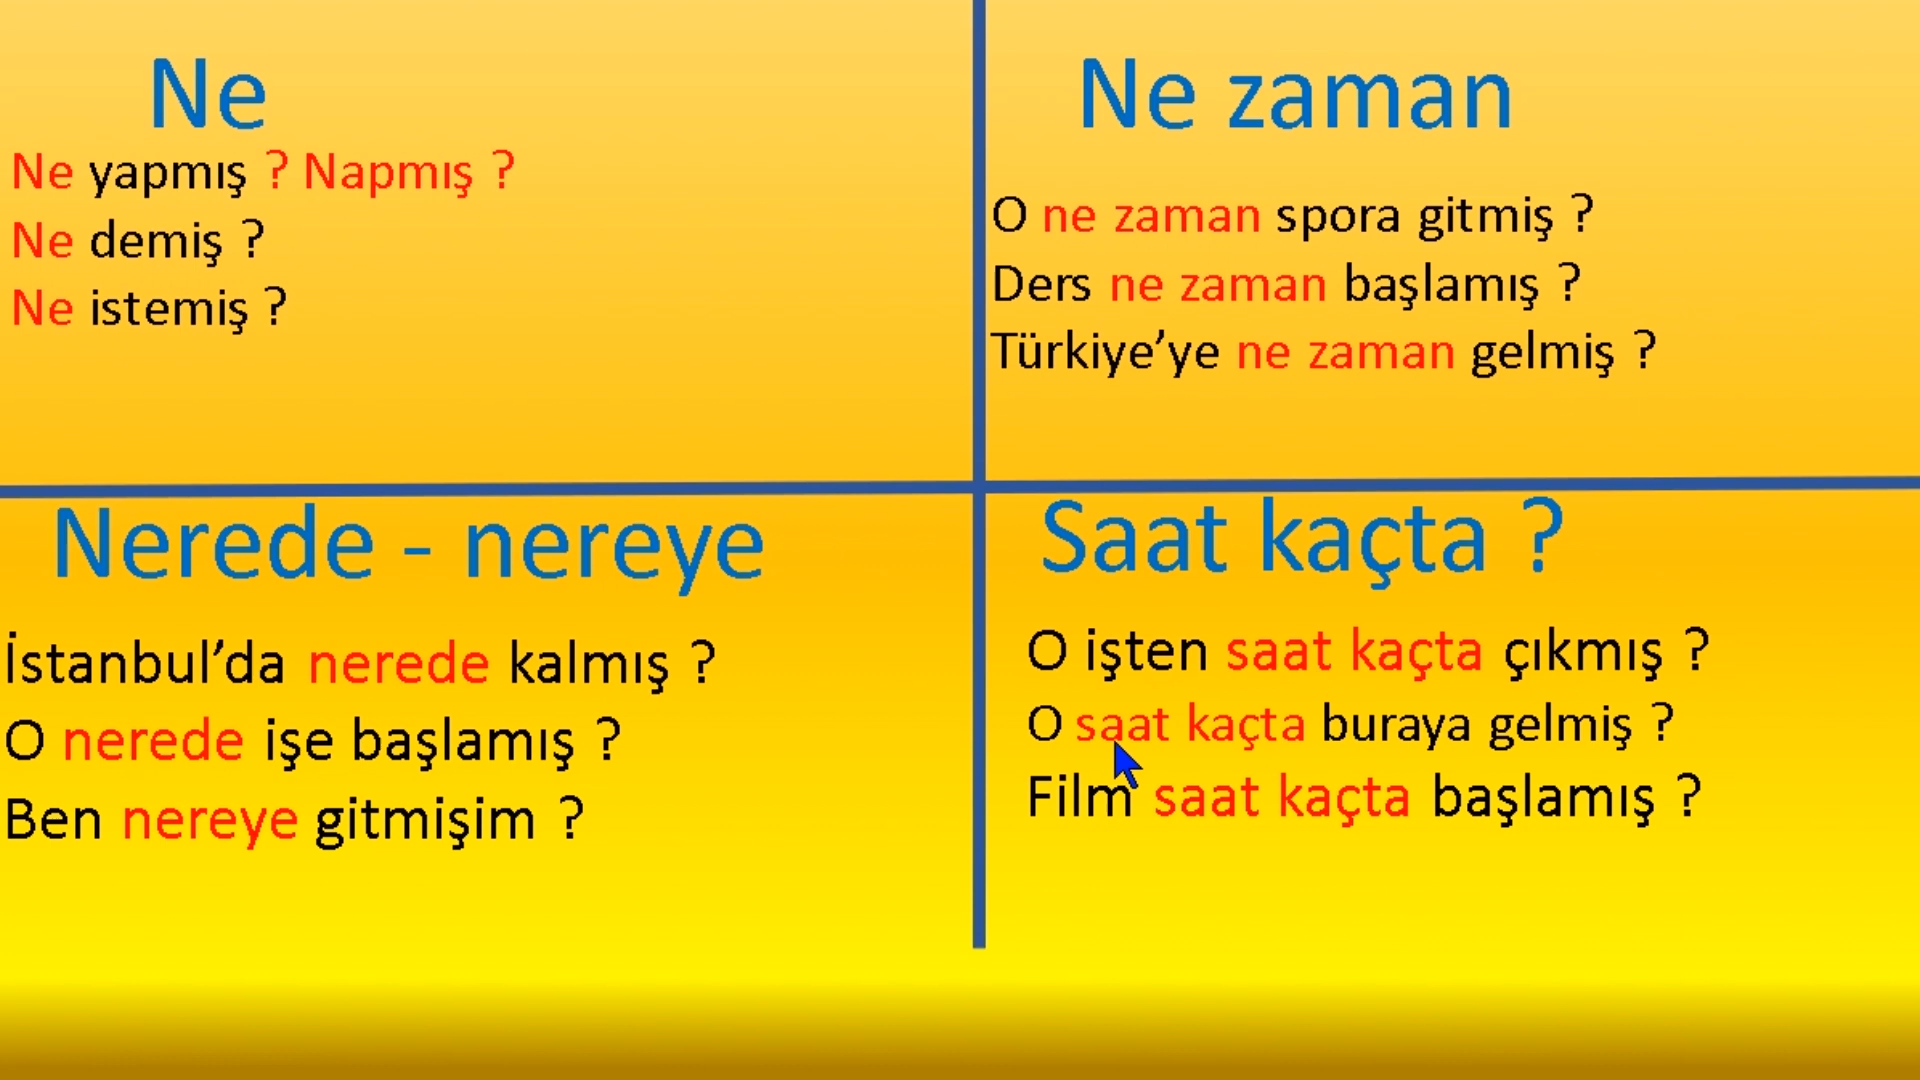 Ne
Ne yapmış ? Napmış ?
Ne demiş ?
Ne istemiş ?
Ne zaman
O ne zaman spora gitmiş ?
Ders ne zaman başlamış ?
Türkiye’ye ne zaman gelmiş ?
Nerede - nereye
İstanbul’da nerede kalmış ?
O nerede işe başlamış ?
Ben nereye gitmişim ?
Saat kaçta ?
O işten saat kaçta çıkmış ?
O saat kaçta buraya gelmiş ?
Film saat kaçta başlamış ?